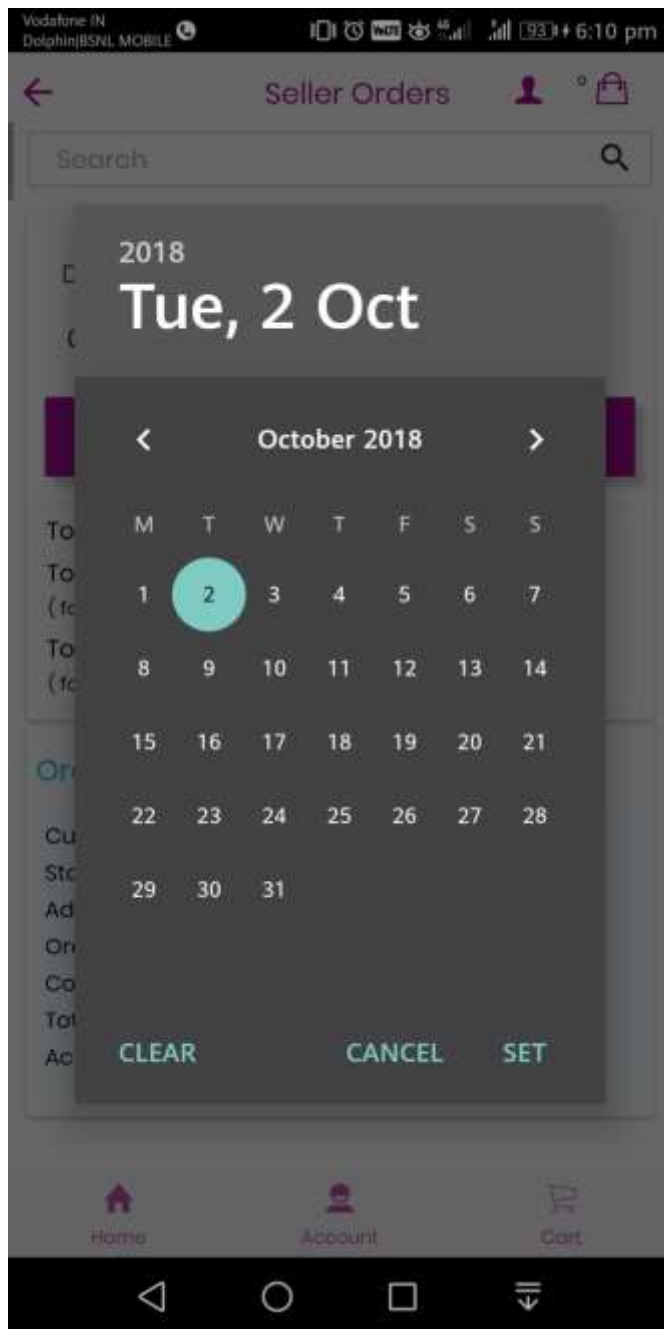 Vodafone IN
Dolphin|BSNL MOBILE 93 6:10 pm
Seller Orders 0
Search
2018
Tue, 2 Oct
October 2018
M T W T F S S
1 2 3 4 5 6 7
8 9 10 11 12 13 14
15 16 17 18 19 20 21
22 23 24 25 26 27 28
29 30 31
CLEAR CANCEL SET
Home Account Cart